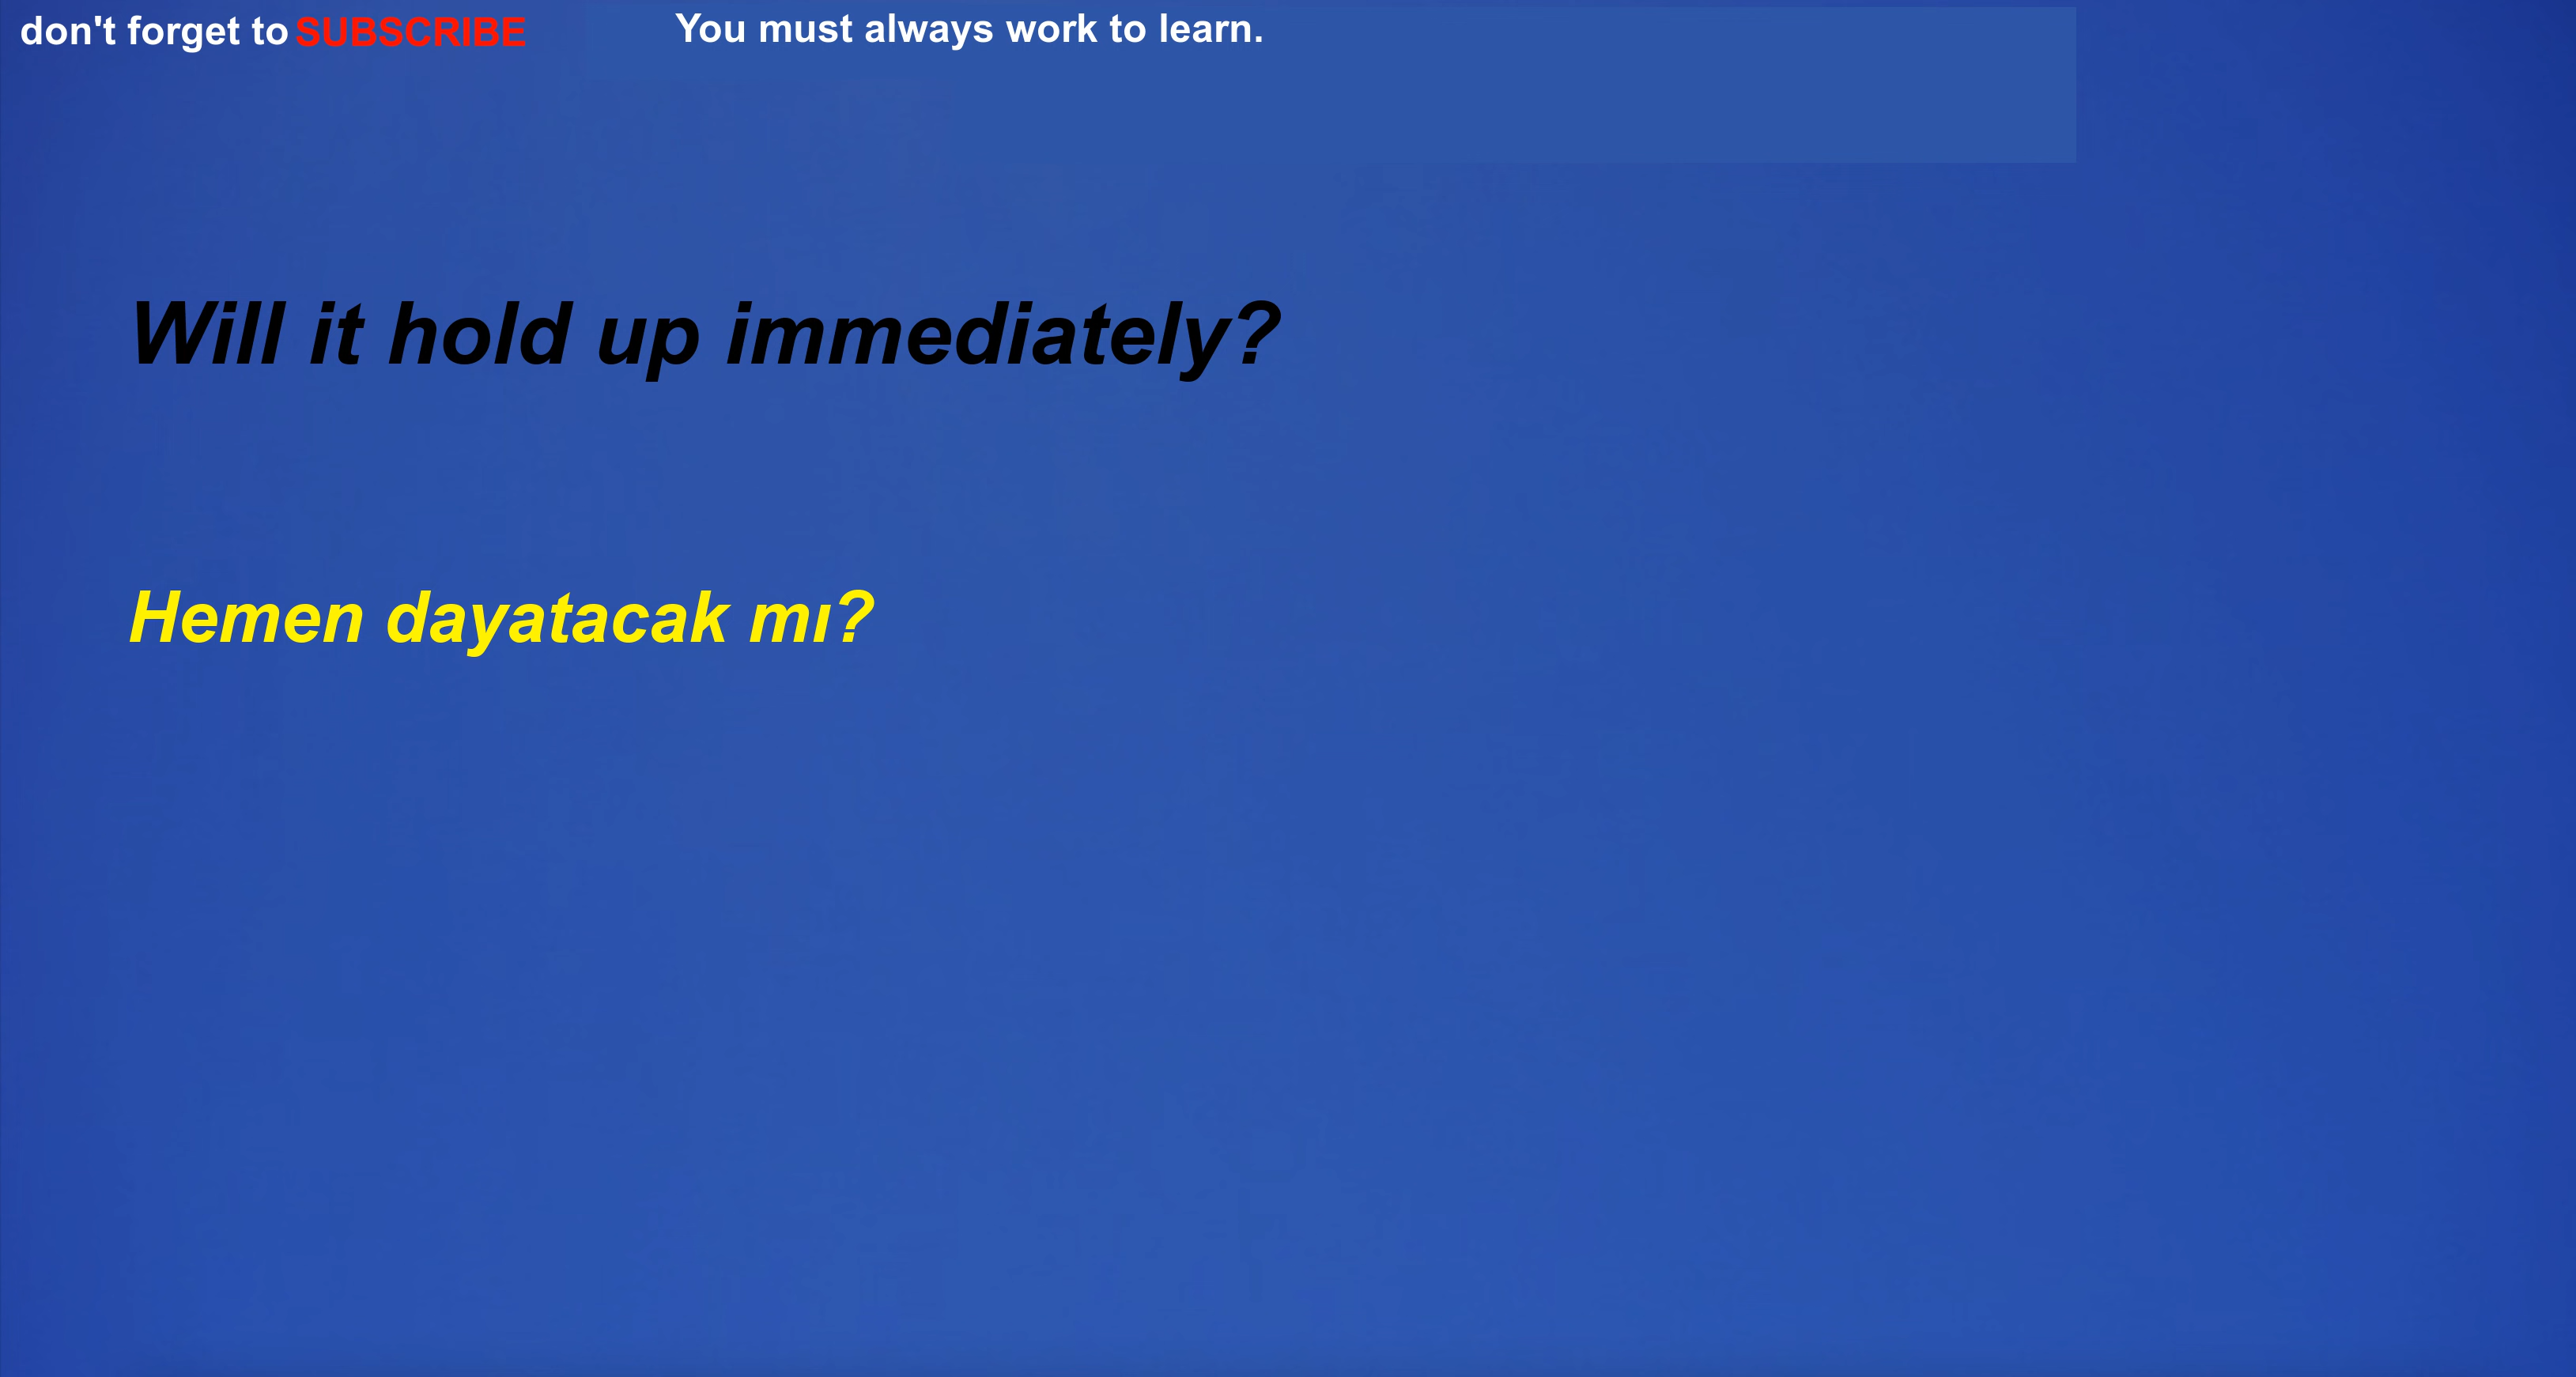 don't forget to SUBSCRIBE You must always work to learn.
Will it hold up immediately?
Hemen dayatacak mı?